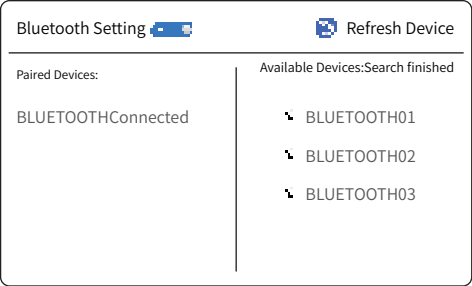 Bluetooth Setting
Refresh Device
Paired Devices:
BLUETOOTHConnected
Available Devices:Search finished
BLUETOOTH01
BLUETOOTH02
BLUETOOTH03